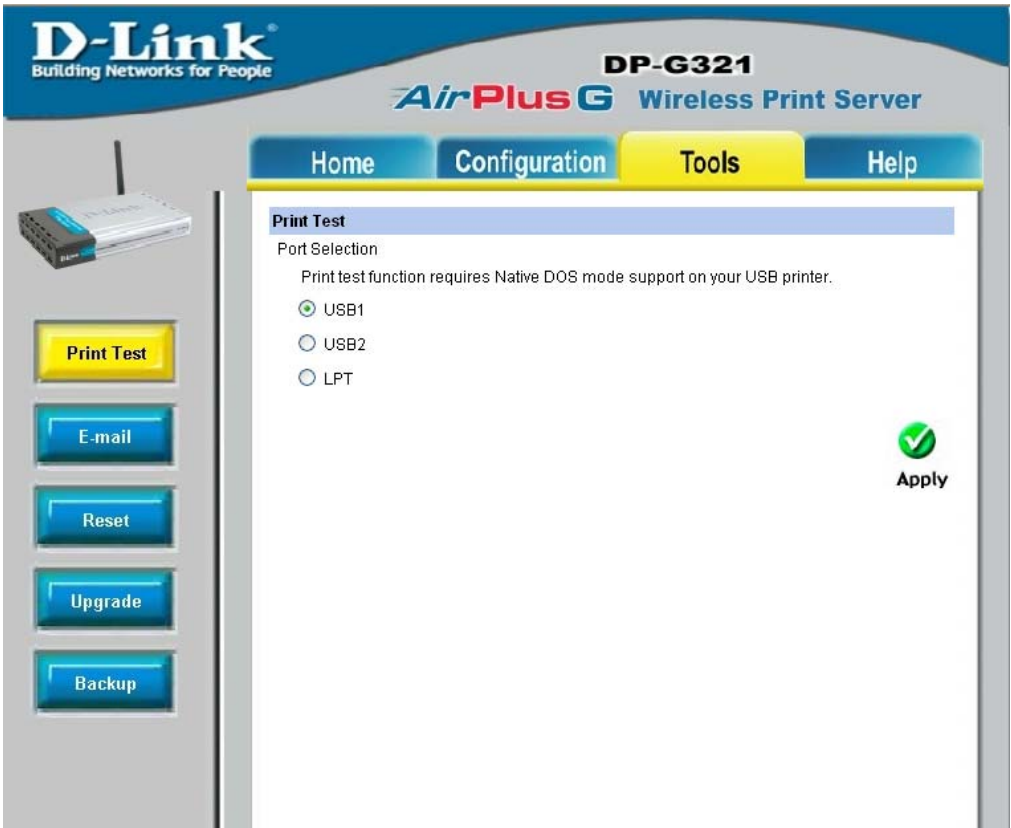 D-Link
Building Networks for People
DP-G321
AirPlus G Wireless Print Server
Home Configuration Tools Help
D-Link
Print Test
Port Selection
Print test function requires Native DOS mode support on your USB printer.
USB1
USB2
LPT
Apply
Print Test
E-mail
Reset
Upgrade
Backup